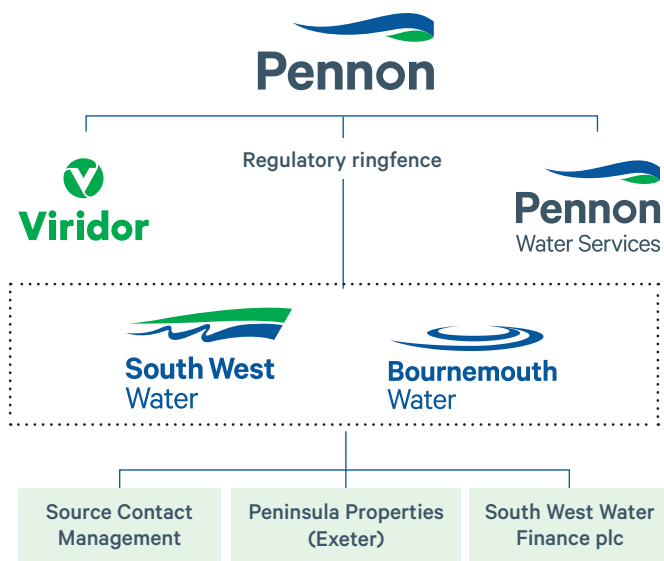 Pennon
Regulatory ringfence
Viridor
Pennon
Water Services
South West
Water
Bournemouth
Water
Source Contact
Management
Peninsula Properties
(Exeter)
South West Water
Finance plc